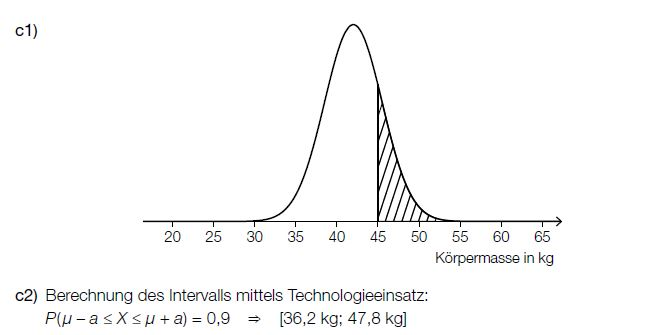 c1)
20 25 30 35 40 45 50 55 60 65
Körpermasse in kg
c2) Berechnung des Intervalls mittels Technologieeinsatz:
P(μ – a ≤ X ≤ μ + a) = 0,9 ⇒ [36,2 kg; 47,8 kg]